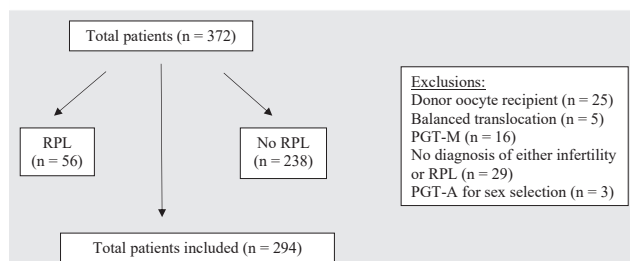 Total patients (n = 372)
RPL
(n = 56)
No RPL
(n = 238)
Total patients included (n = 294)
Exclusions:
Donor oocyte recipient (n = 25)
Balanced translocation (n = 5)
PGT-M (n = 16)
No diagnosis of either infertility
or RPL (n = 29)
PGT-A for sex selection (n = 3)